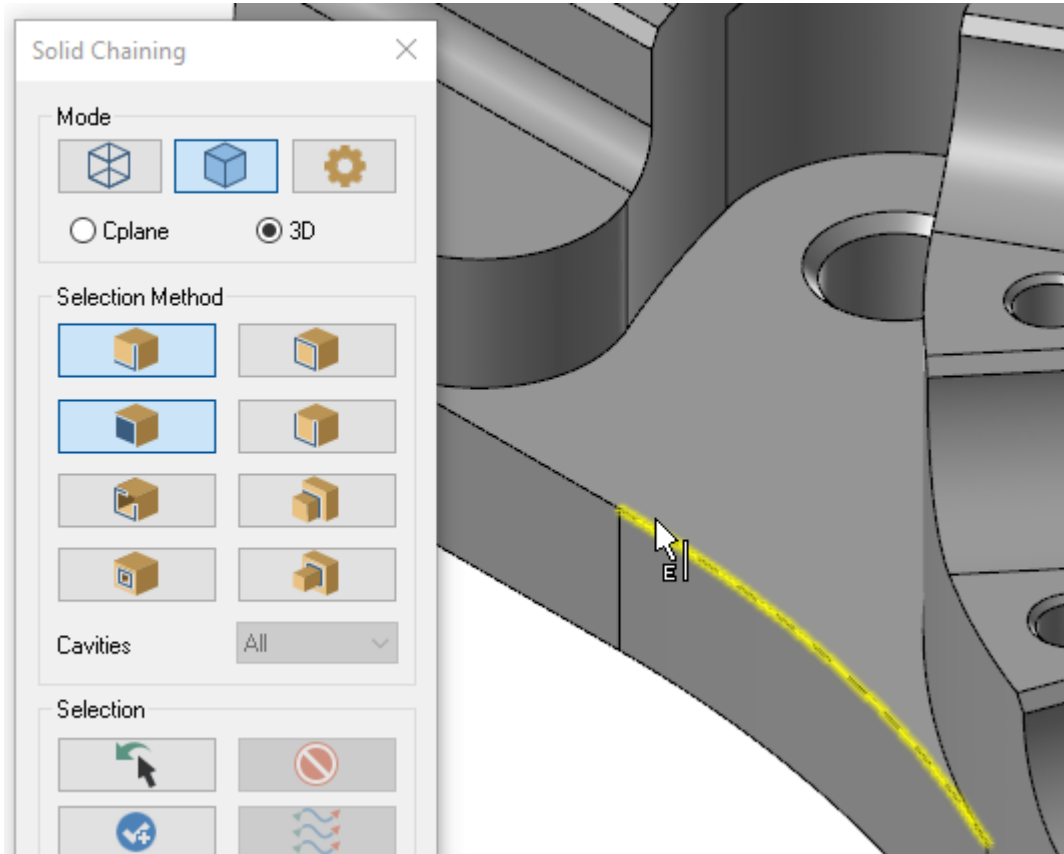 Solid Chaining
Mode
Cplane
3D
Selection Method
Cavities
All
Selection
E